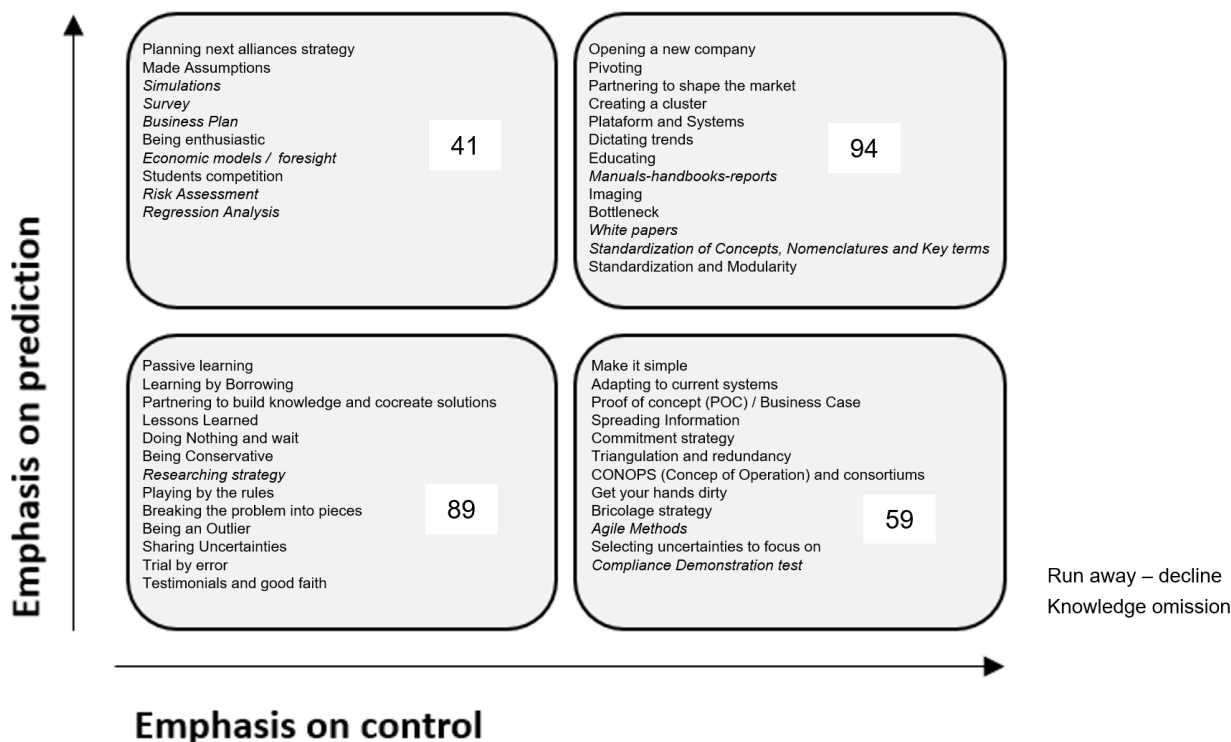 Emphasis on prediction
Planning next alliances strategy
Made Assumptions
Simulations
Survey
Business Plan
Being enthusiastic
Economic models /  foresight
Students competition
Risk Assessment
Regression Analysis
41
Opening a new company
Pivoting
Partnering to shape the market
Creating a cluster
Plataform and Systems
Dictating trends
Educating
Manuals-handbooks-reports
Imaging
Bottleneck
White papers
Standardization of Concepts, Nomenclatures and Key terms
Standardization and Modularity
94
Passive learning
Learning by Borrowing
Partnering to build knowledge and cocreate solutions
Lessons Learned
Doing Nothing and wait
Being Conservative
Researching strategy
Playing by the rules
Breaking the problem into pieces
Being an Outlier
Sharing Uncertainties
Trial by error
Testimonials and good faith
89
Make it simple
Adapting to current systems
Proof of concept (POC) / Business Case
Spreading Information
Commitment strategy
Triangulation and redundancy
CONOPS (Concep of Operation) and consortiums
Get your hands dirty
Bricolage strategy
Agile Methods
Selecting uncertainties to focus on
Compliance Demonstration test
59
Run away – decline
Knowledge omission
Emphasis on control